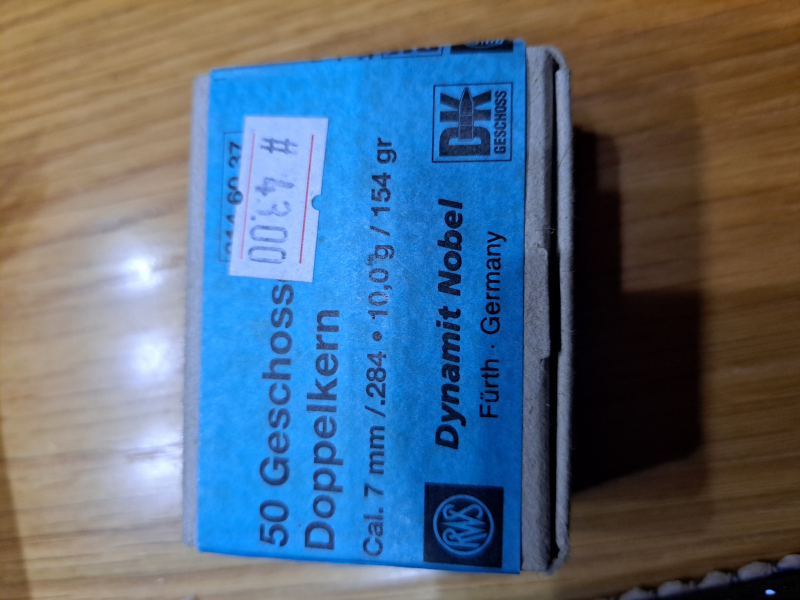 # 43.00
50 Geschoss
Doppelkern
Cal. 7 mm /.284 • 10,0 g / 154 gr
Dynamit Nobel
Fürth · Germany
RWS
DK
GESCHOSS